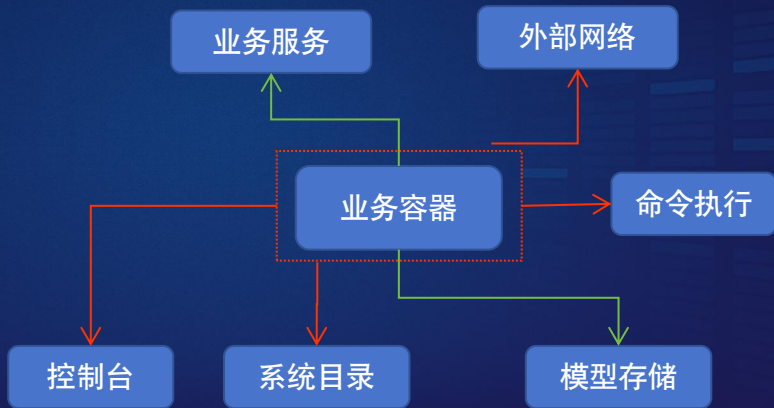 业务服务
外部网络
业务容器
命令执行
控制台
系统目录
模型存储